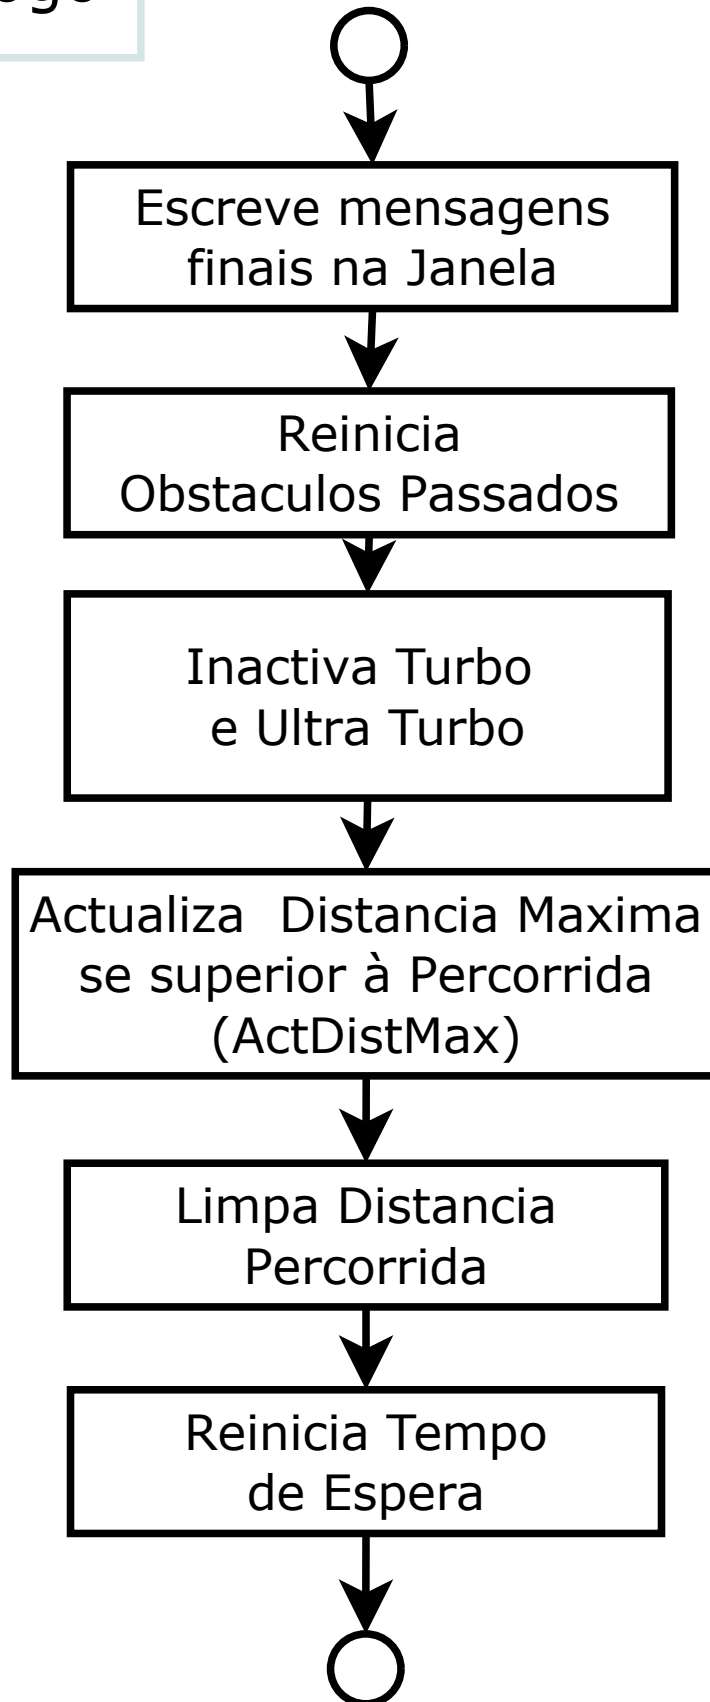 Escreve mensagens
finais na Janela
Reinicia
Obstaculos Passados
Inactiva Turbo
e Ultra Turbo
Actualiza  Distancia Maxima
se superior à Percorrida
(ActDistMax)
Limpa Distancia
Percorrida
Reinicia Tempo
de Espera